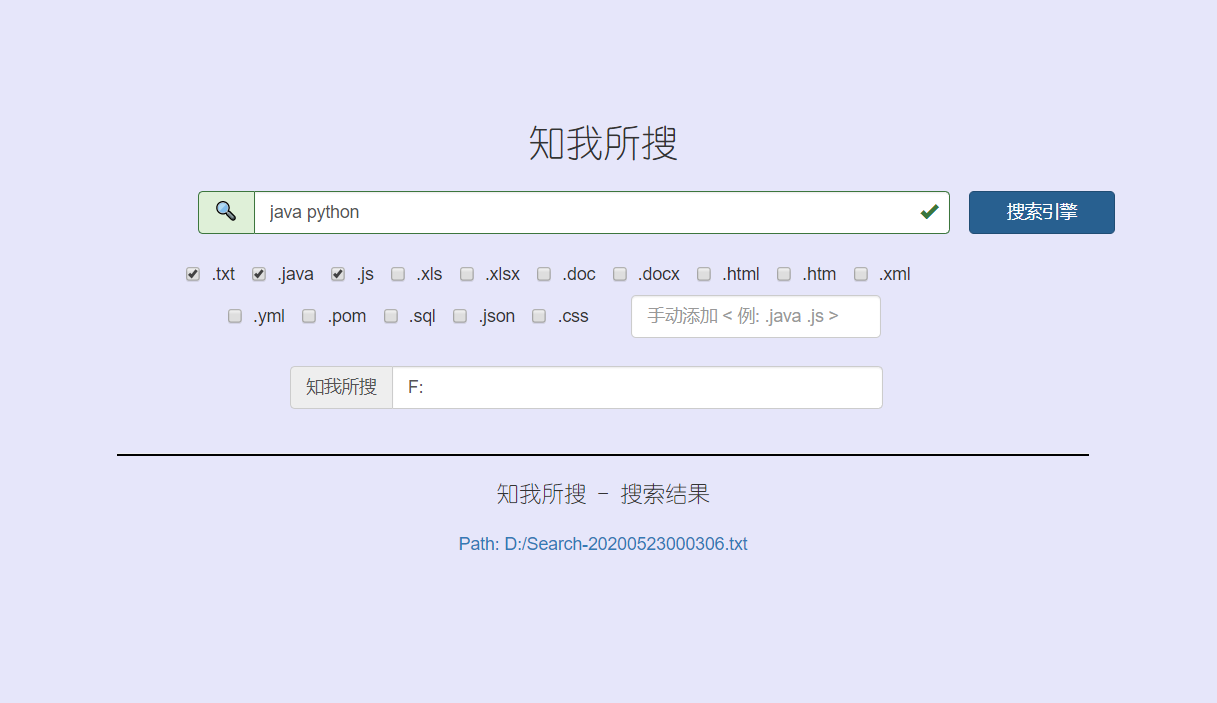 知我所搜
java python 搜索引擎
.txt .java .js .xls .xlsx .doc .docx .html .htm .xml
.yml .pom .sql .json .css 手动添加 < 例: .java .js >
知我所搜 F:
知我所搜 - 搜索结果
Path: D:/Search-20200523000306.txt